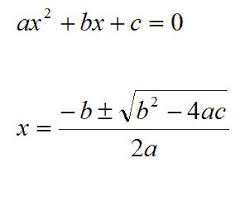 ax² + bx + c = 0
x = (-b ± √(b² - 4ac)) / 2a